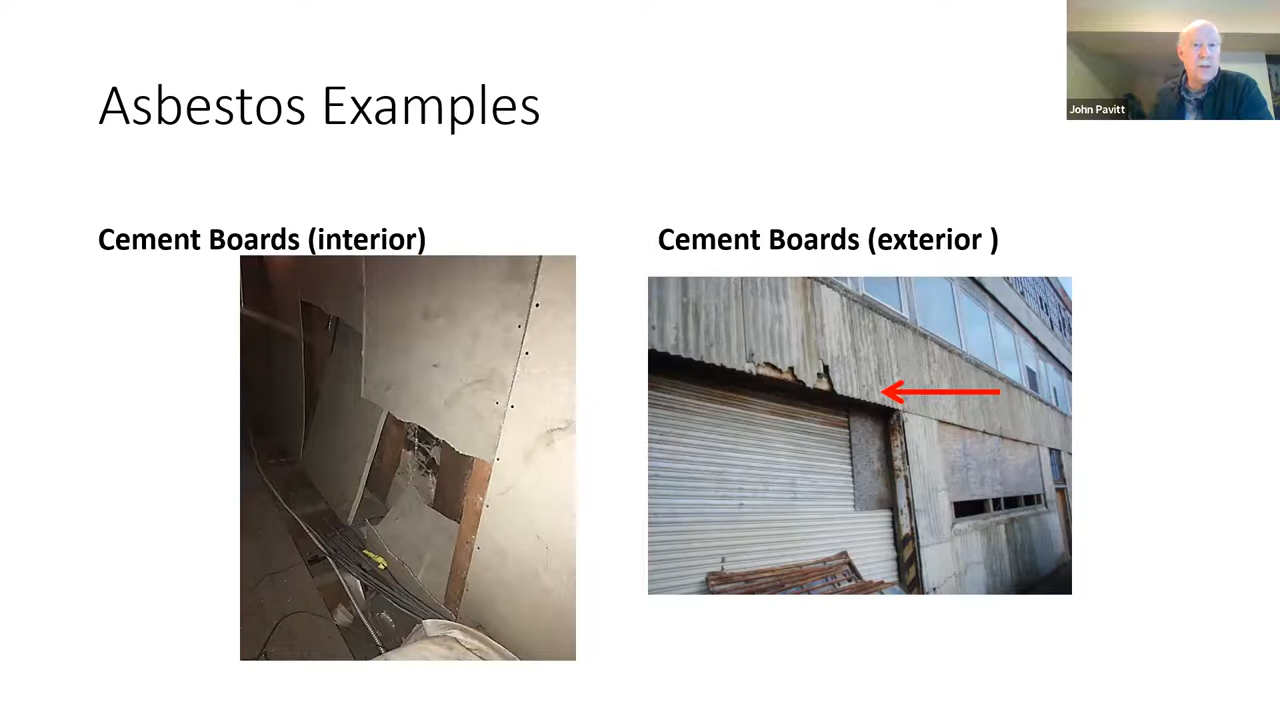 Asbestos Examples
John Pavitt
Cement Boards (interior)
Cement Boards (exterior )